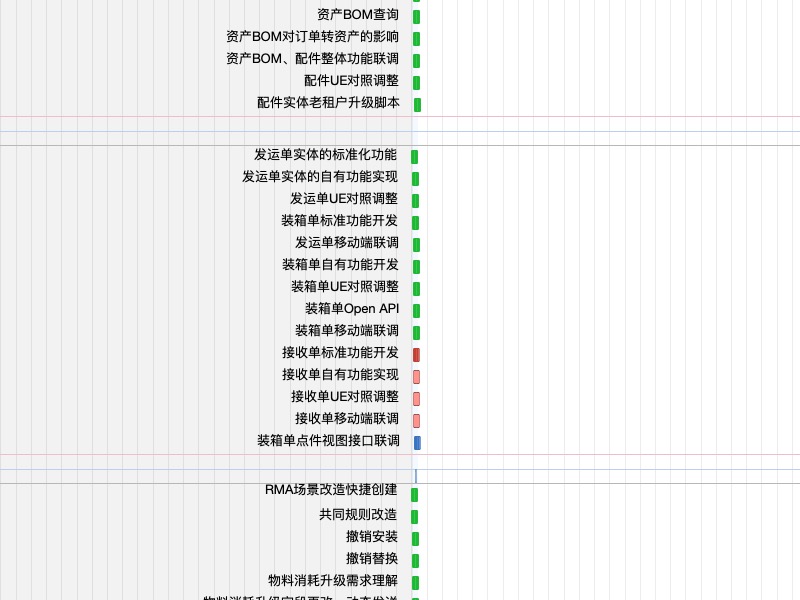 资产BOM查询
资产BOM对订单转资产的影响
资产BOM、配件整体功能联调
配件UE对照调整
配件实体老租户升级脚本
发运单实体的标准化功能
发运单实体的自有功能实现
发运单UE对照调整
装箱单标准功能开发
发运单移动端联调
装箱单自有功能开发
装箱单UE对照调整
装箱单Open API
装箱单移动端联调
接收单标准功能开发
接收单自有功能实现
接收单UE对照调整
接收单移动端联调
装箱单点件视图接口联调
RMA场景改造快捷创建
共同规则改造
撤销安装
撤销替换
物料消耗升级需求理解